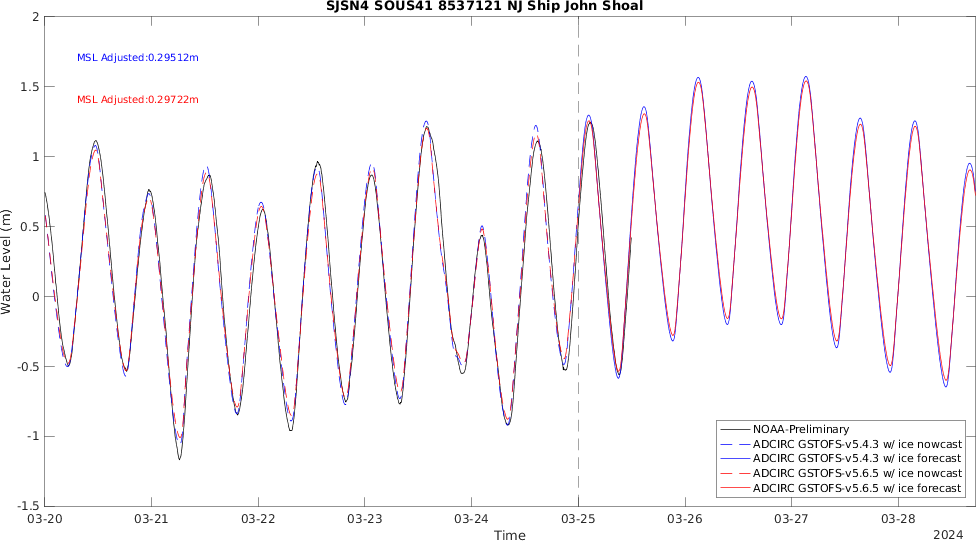 SJSN4 SOUS41 8537121 NJ Ship John Shoal
2
1.5
1
0.5
0
-0.5
-1
-1.5
Water Level (m)
MSL Adjusted:0.29512m
MSL Adjusted:0.29722m
NOAA-Preliminary
ADCIRC GSTOFS-v5.4.3 w/ ice nowcast
ADCIRC GSTOFS-v5.4.3 w/ ice forecast
ADCIRC GSTOFS-v5.6.5 w/ ice nowcast
ADCIRC GSTOFS-v5.6.5 w/ ice forecast
03-20 03-21 03-22 03-23 03-24 03-25 03-26 03-27 03-28
Time
2024